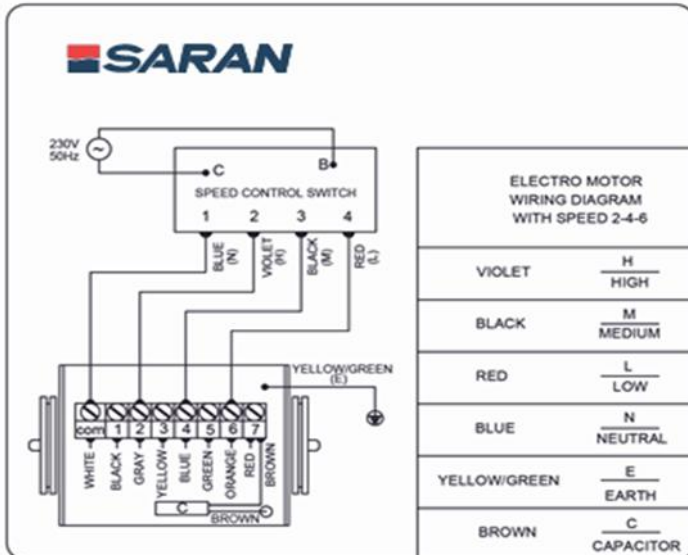 SARAN
230V
50Hz
C
B
SPEED CONTROL SWITCH
1 2 3 4
BLUE
(N)
VIOLET
(H)
BLACK
(M)
RED
(L)
YELLOW/GREEN
(E)
com 1 2 3 4 5 6 7
WHITE
BLACK
GRAY
YELLOW
BLUE
GREEN
ORANGE
RED
BROWN
C
BROWN
ELECTRO MOTOR
WIRING DIAGRAM
WITH SPEED 2-4-6
VIOLET
H
HIGH
BLACK
M
MEDIUM
RED
L
LOW
BLUE
N
NEUTRAL
YELLOW/GREEN
E
EARTH
BROWN
C
CAPACITOR